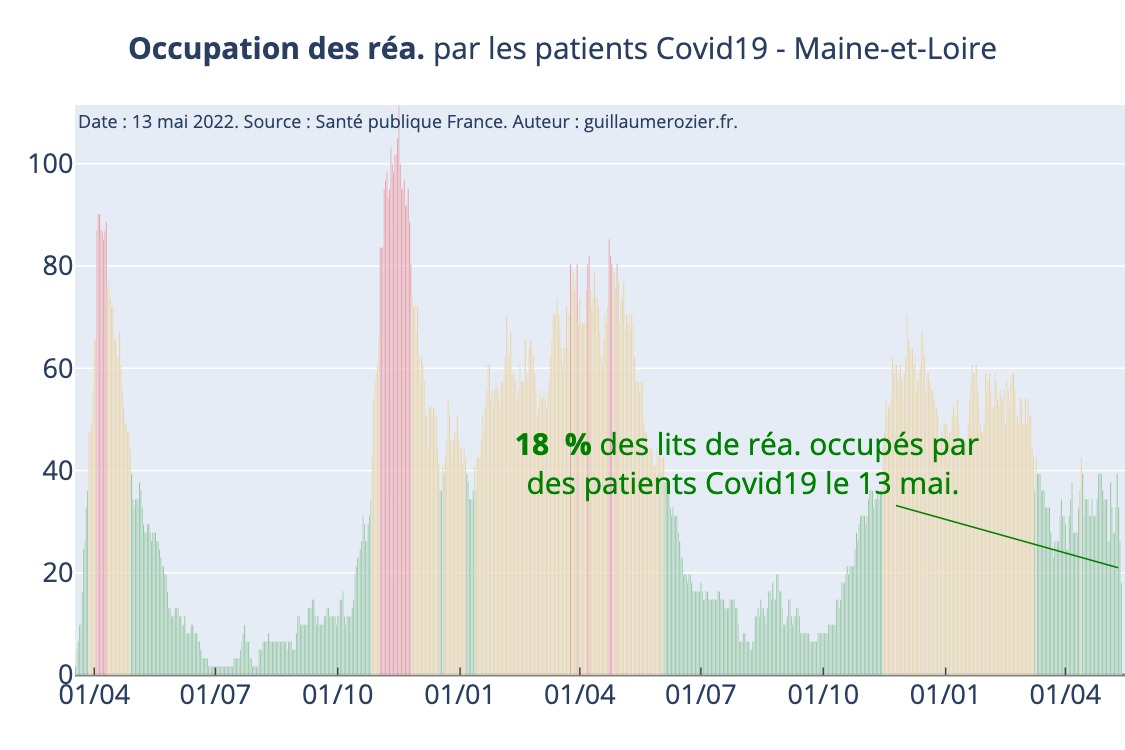 Occupation des réa. par les patients Covid19 - Maine-et-Loire
Date : 13 mai 2022. Source : Santé publique France. Auteur : guillaumerozier.fr.
100
80
60
40
20
0
18 % des lits de réa. occupés par
des patients Covid19 le 13 mai.
01/04 01/07 01/10 01/01 01/04 01/07 01/10 01/01 01/04